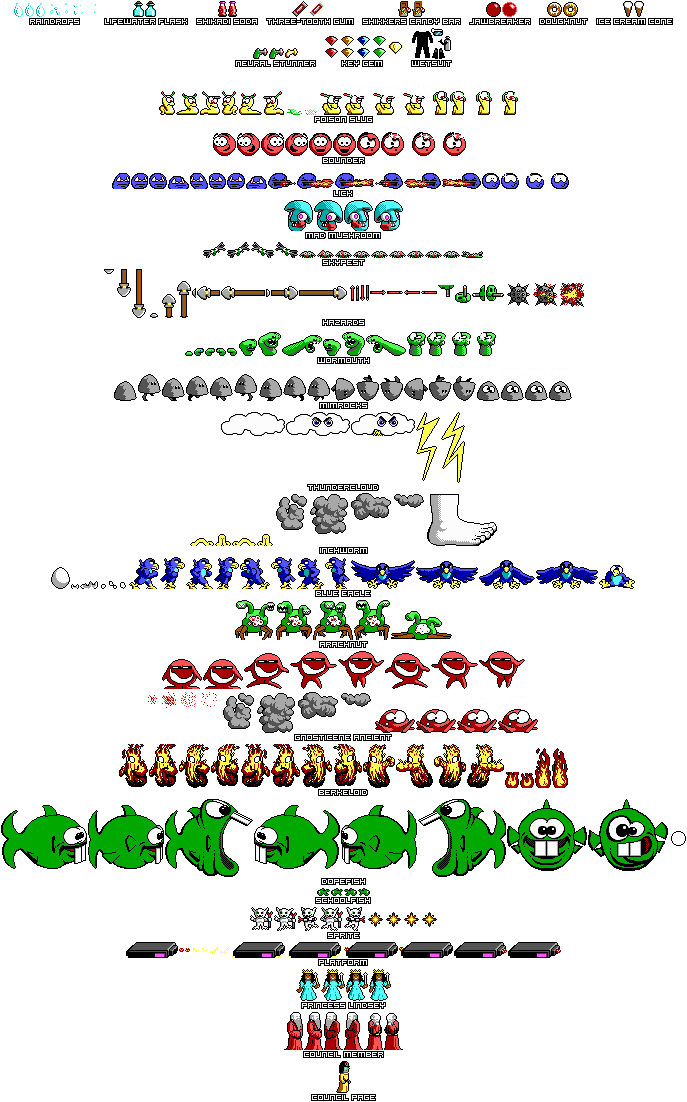 RAINDROPS LIFEWATER FLASK SHIKADI SODA THREE-TOOTH GUM SHIKKERS CANDY BAR JAWBREAKER DOUGHNUT ICE CREAM CONE
NEURAL STUNNER KEY GEM WETSUIT
POISON SLUG
BOUNDER
LICK
MAD MUSHROOM
SKYPEST
HAZARDS
WORMOUTH
MIMROCKS
THUNDERCLOUD
INCHWORM
BLUE EAGLE
ARACHNUT
GNOSTICENE ANCIENT
BERKELOID
DOPEFISH
SCHOOLFISH
SPRITE
PLATFORM
PRINCESS LINDSEY
COUNCIL MEMBER
COUNCIL PAGE